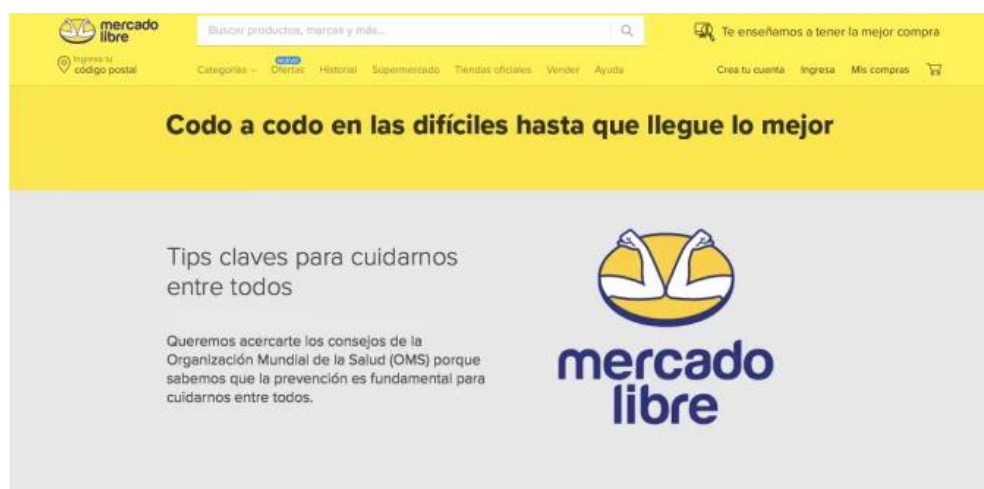 mercado
libre
Buscar productos, marcas y más...
Te enseñamos a tener la mejor compra
Ingresa tu
código postal
Categorías
NUEVO
Ofertas
Historial
Supermercado
Tiendas oficiales
Vender
Ayuda
Crea tu cuenta
Ingresa
Mis compras
Codo a codo en las difíciles hasta que llegue lo mejor
Tips claves para cuidarnos
entre todos
Queremos acercarte los consejos de la
Organización Mundial de la Salud (OMS) porque
sabemos que la prevención es fundamental para
cuidarnos entre todos.
mercado
libre